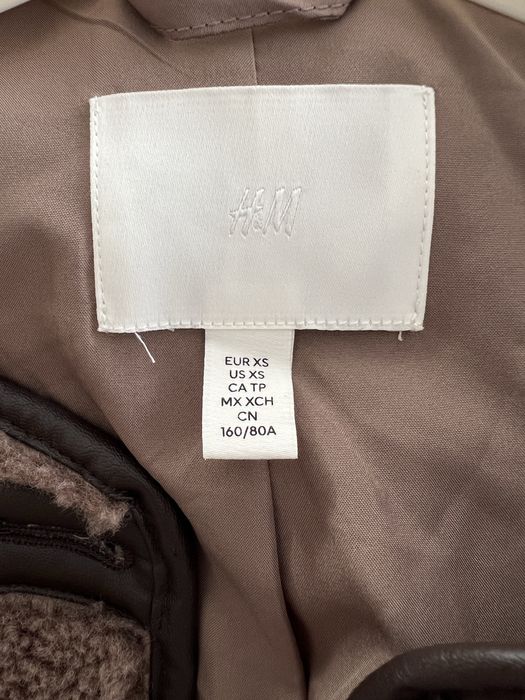 H&M
EUR XS
US XS
CA TP
MX XCH
CN
160/80A